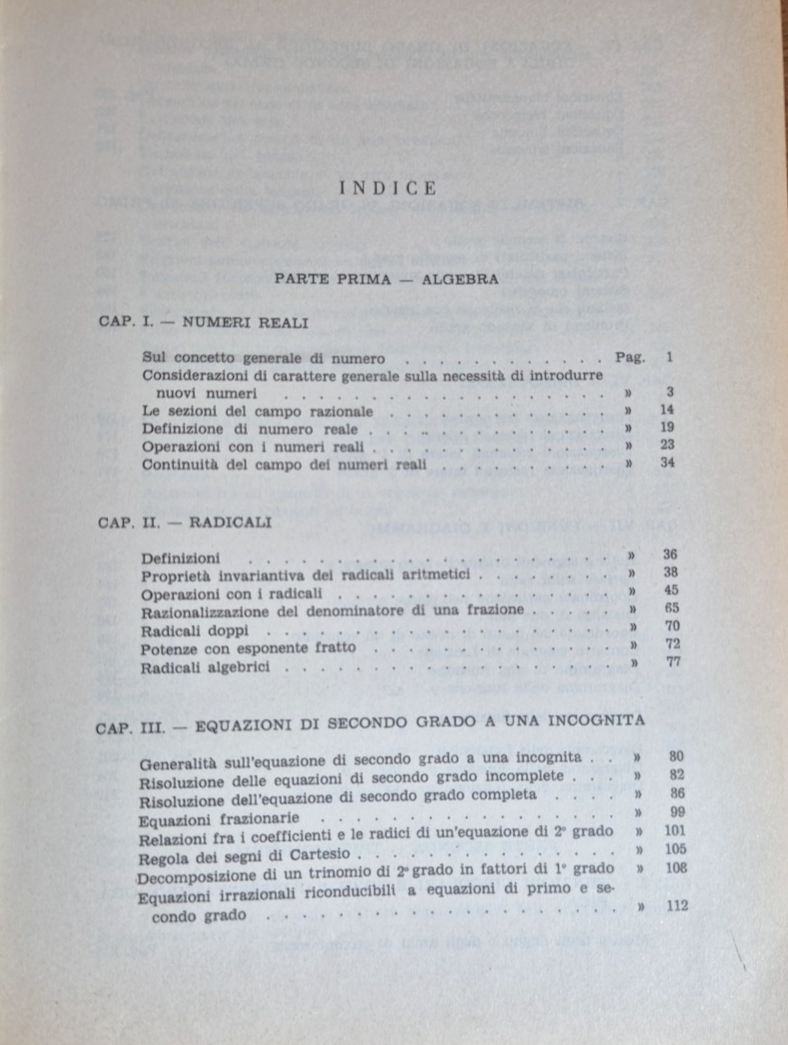 INDICE
PARTE PRIMA — ALGEBRA
CAP. I. — NUMERI REALI
Sul concetto generale di numero . . . . . . . . . . . . Pag. 1
Considerazioni di carattere generale sulla necessità di introdurre
nuovi numeri . . . . . . . . . . . . . . . . . . . » 3
Le sezioni del campo razionale . . . . . . . . . . . . . » 14
Definizione di numero reale . . . . . . . . . . . . . . » 19
Operazioni con i numeri reali . . . . . . . . . . . . . . » 23
Continuità del campo dei numeri reali . . . . . . . . . . » 34
CAP. II. — RADICALI
Definizioni . . . . . . . . . . . . . . . . . . . » 36
Proprietà invariantiva dei radicali aritmetici . . . . . . . . » 38
Operazioni con i radicali . . . . . . . . . . . . . . . » 45
Razionalizzazione del denominatore di una frazione . . . . . » 65
Radicali doppi . . . . . . . . . . . . . . . . . . » 70
Potenze con esponente fratto . . . . . . . . . . . . . » 72
Radicali algebrici . . . . . . . . . . . . . . . . . » 77
CAP. III. — EQUAZIONI DI SECONDO GRADO A UNA INCOGNITA
Generalità sull'equazione di secondo grado a una incognita . . » 80
Risoluzione delle equazioni di secondo grado incomplete . . . » 82
Risoluzione dell'equazione di secondo grado completa . . . . » 86
Equazioni frazionarie . . . . . . . . . . . . . . . . » 99
Relazioni fra i coefficienti e le radici di un'equazione di 2° grado » 101
Regola dei segni di Cartesio . . . . . . . . . . . . . . » 105
Decomposizione di un trinomio di 2° grado in fattori di 1° grado » 108
Equazioni irrazionali riconducibili a equazioni di primo e se-
condo grado . . . . . . . . . . . . . . . . . . . » 112